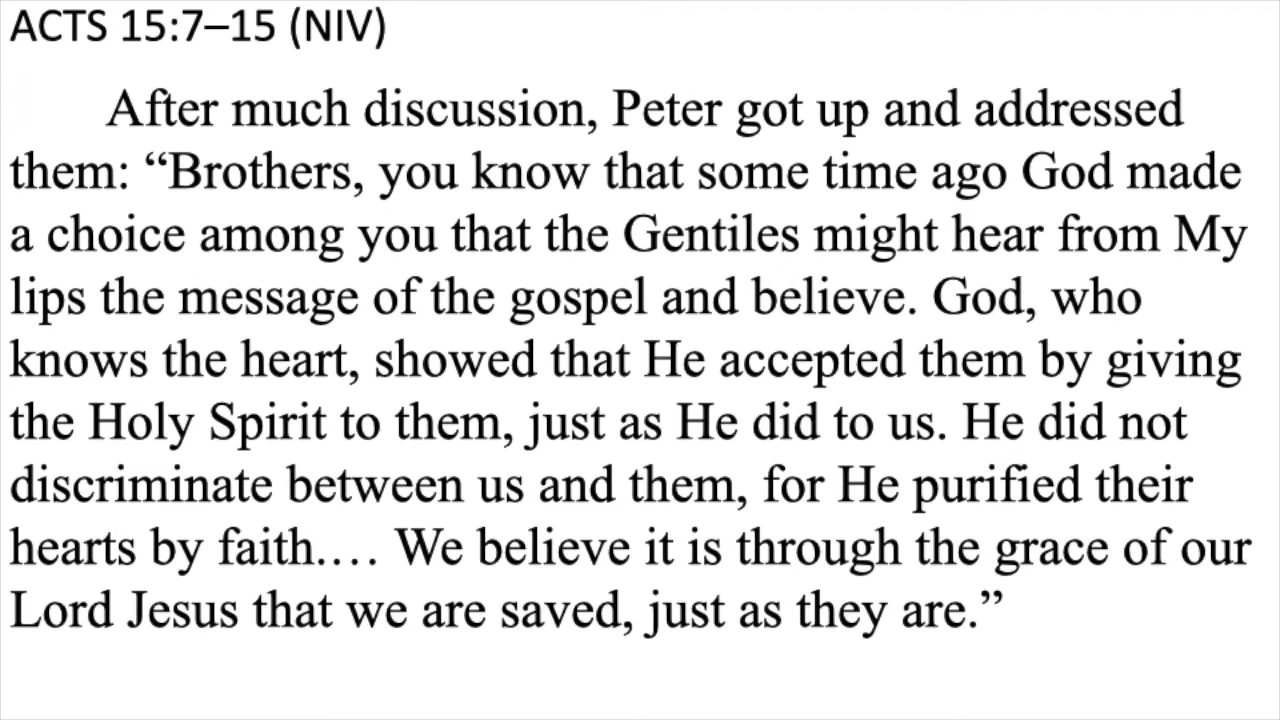 ACTS 15:7–15 (NIV)
After much discussion, Peter got up and addressed
them: “Brothers, you know that some time ago God made
a choice among you that the Gentiles might hear from My
lips the message of the gospel and believe. God, who
knows the heart, showed that He accepted them by giving
the Holy Spirit to them, just as He did to us. He did not
discriminate between us and them, for He purified their
hearts by faith.… We believe it is through the grace of our
Lord Jesus that we are saved, just as they are.”